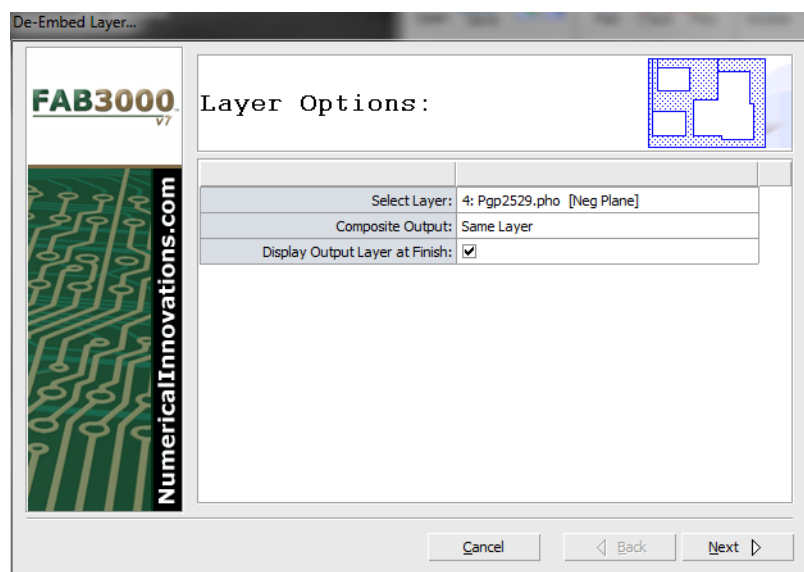 De-Embed Layer...
FAB3000
V7
Layer Options:
Select Layer: 4: Pgp2529.pho [Neg Plane]
Composite Output: Same Layer
Display Output Layer at Finish:
NumericalInnovations.com
Cancel Back Next